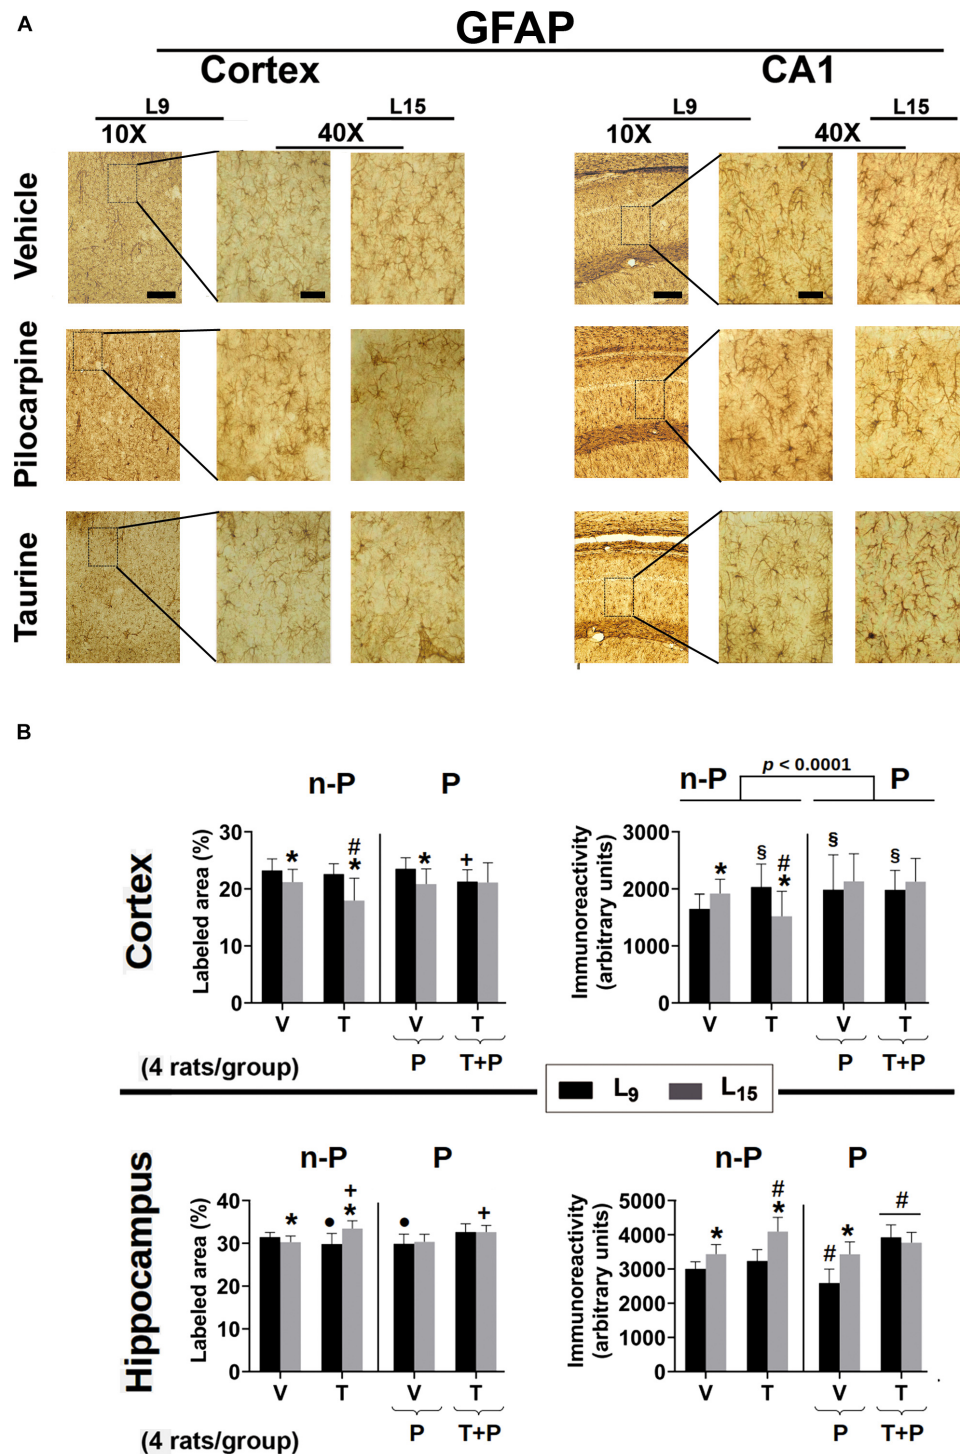 A
GFAP
Cortex
CA1
L9
L15
L9
L15
10X
40X
10X
40X
Vehicle
Pilocarpine
Taurine
B
Cortex
n-P
P
Labeled area (%)
30
20
10
0
*
#
*
*
+
V
T
V
T
P
T+P
(4 rats/group)
n-P
p < 0.0001
P
Immunoreactivity
(arbitrary units)
3000
2000
1000
0
*
§
#
*
§
§
V
T
V
T
P
T+P
L9
L15
Hippocampus
n-P
P
Labeled area (%)
40
30
20
10
0
*
●
+
*
●
+
V
T
V
T
P
T+P
(4 rats/group)
n-P
P
Immunoreactivity
(arbitrary units)
5000
4000
3000
2000
1000
0
*
#
*
#
*
#
V
T
V
T
P
T+P